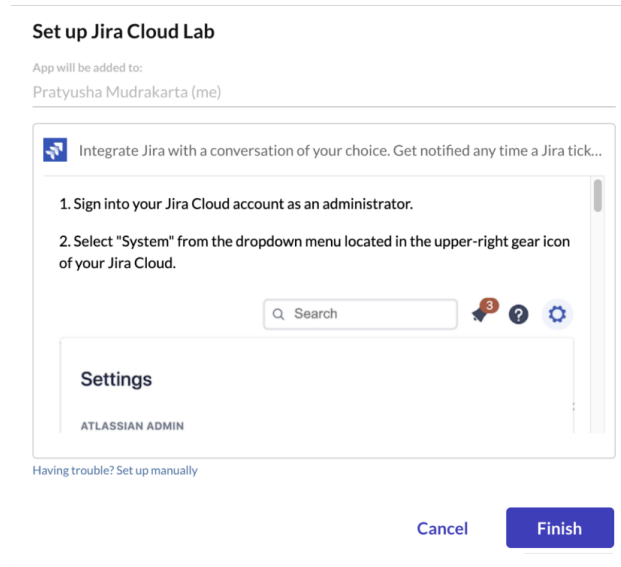 Set up Jira Cloud Lab
App will be added to:
Pratyusha Mudrakarta (me)
Integrate Jira with a conversation of your choice. Get notified any time a Jira tick...
1. Sign into your Jira Cloud account as an administrator.
2. Select "System" from the dropdown menu located in the upper-right gear icon
of your Jira Cloud.
Search
3
?
Settings
ATLASSIAN ADMIN
Having trouble? Set up manually
Cancel
Finish